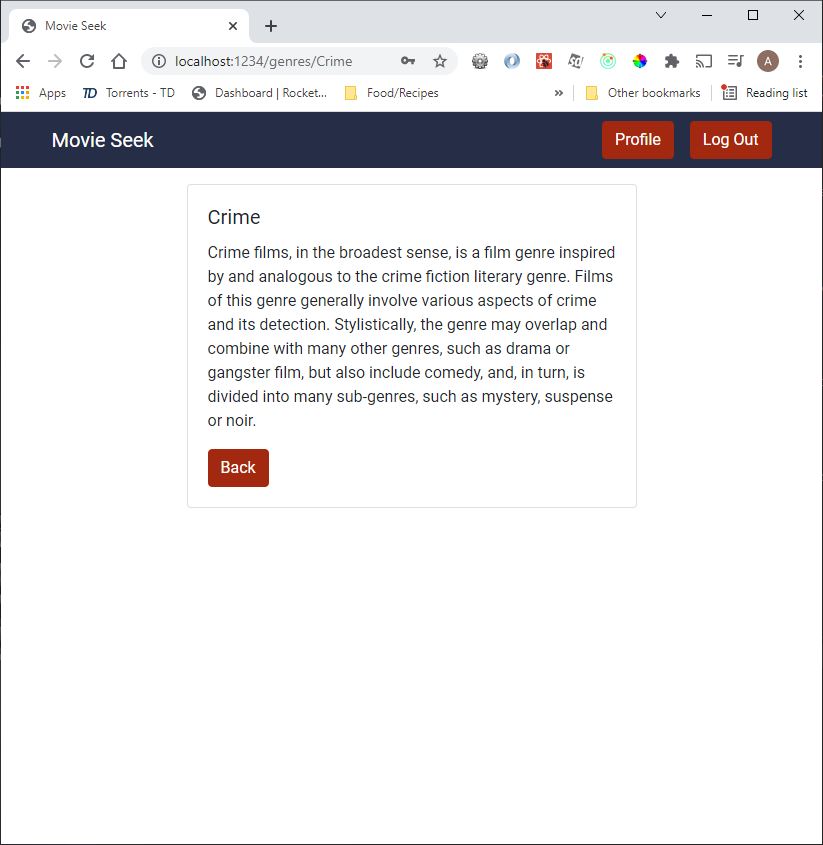 Movie Seek
localhost:1234/genres/Crime
A
Apps
TD Torrents - TD
Dashboard | Rocket...
Food/Recipes
»
Other bookmarks
Reading list
Movie Seek
Profile
Log Out
Crime
Crime films, in the broadest sense, is a film genre inspired
by and analogous to the crime fiction literary genre. Films
of this genre generally involve various aspects of crime
and its detection. Stylistically, the genre may overlap and
combine with many other genres, such as drama or
gangster film, but also include comedy, and, in turn, is
divided into many sub-genres, such as mystery, suspense
or noir.
Back